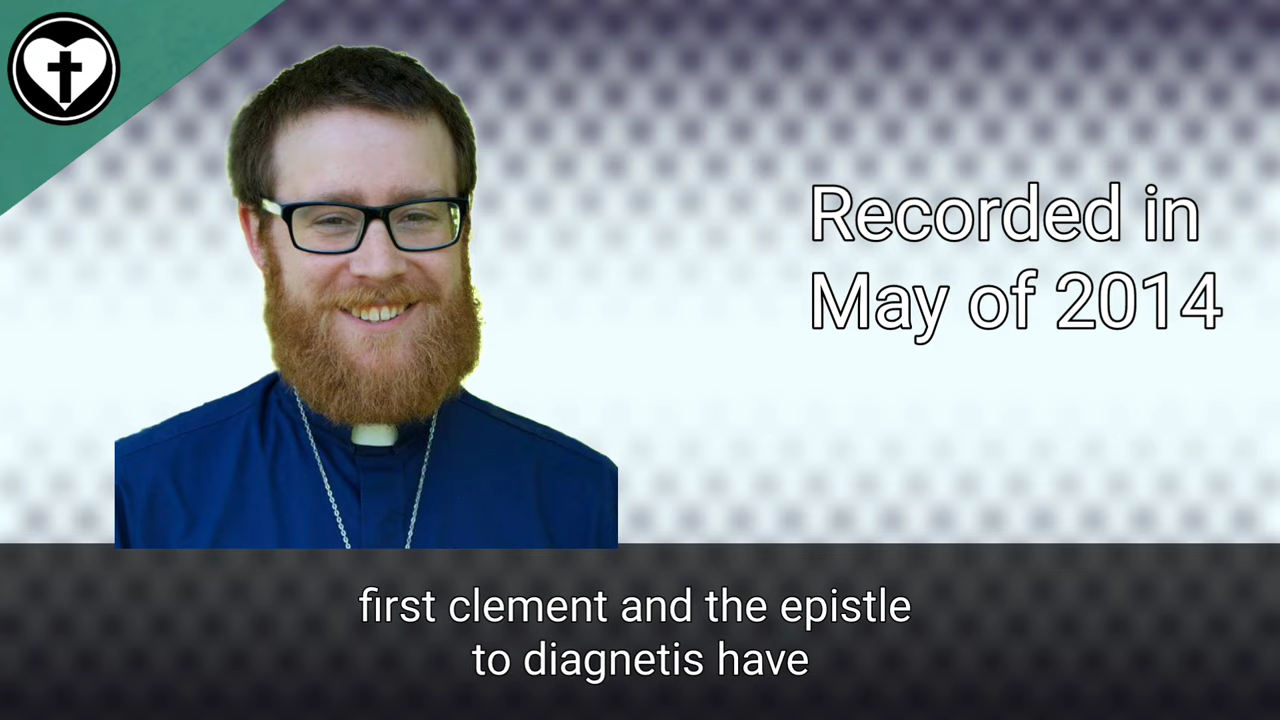 Recorded in
May of 2014
first clement and the epistle
to diagnetis have